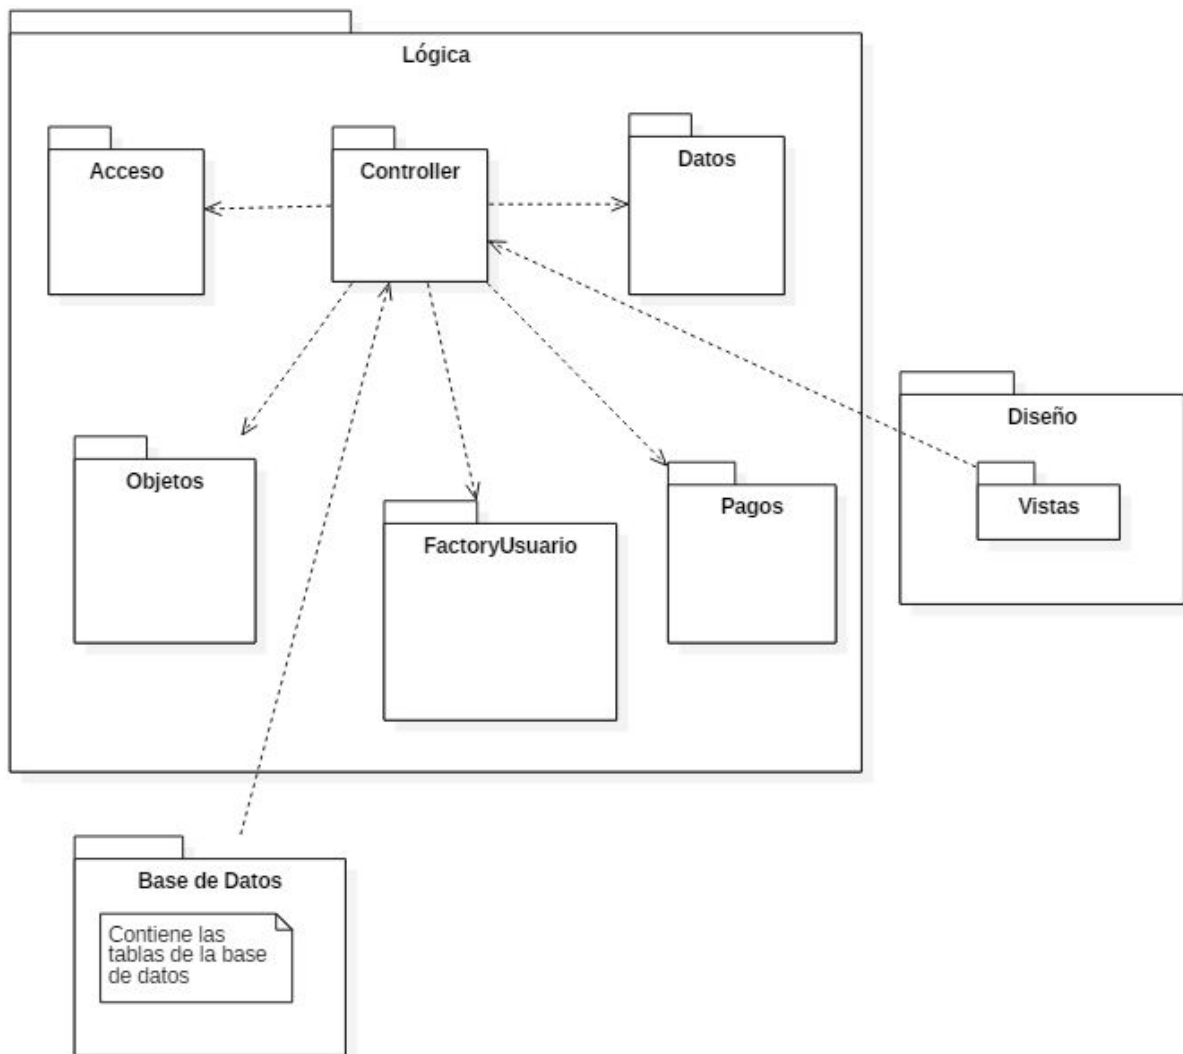 Lógica
Acceso
Controller
Datos
Diseño
Vistas
Objetos
FactoryUsuario
Pagos
Base de Datos
Contiene las
tablas de la base
de datos